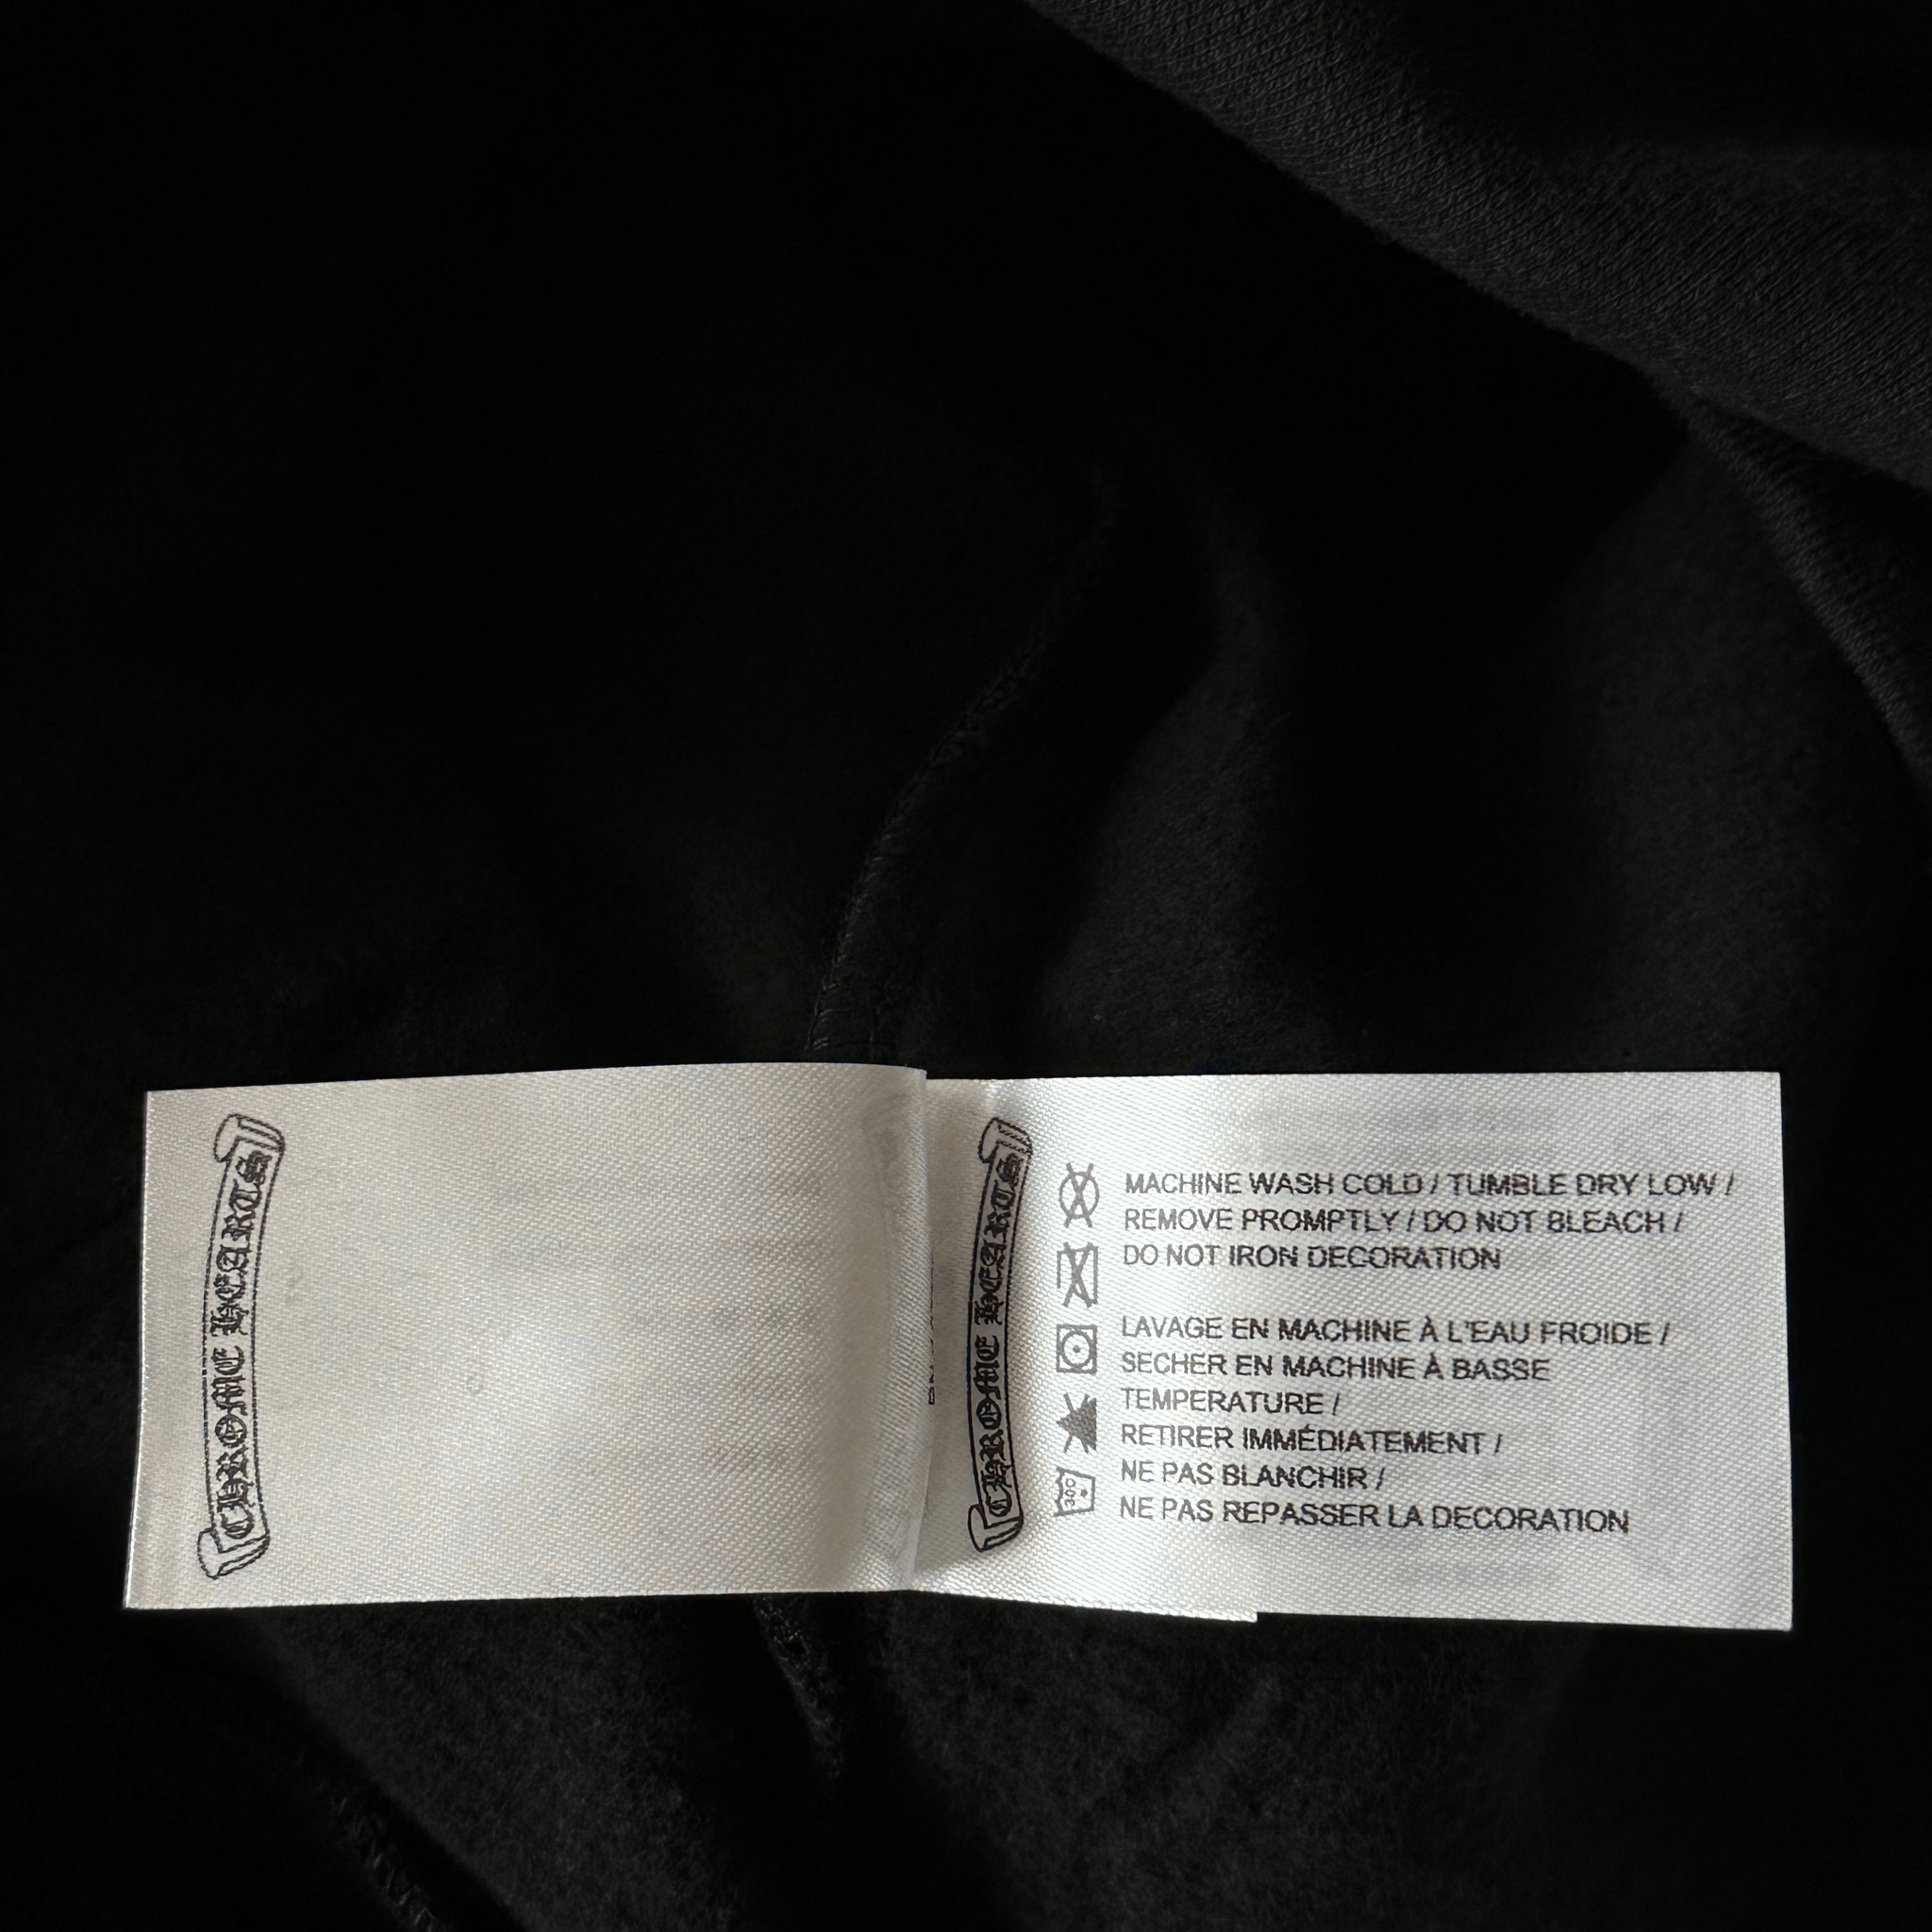 CHROME HEARTS
CHROME HEARTS
MACHINE WASH COLD / TUMBLE DRY LOW /
REMOVE PROMPTLY / DO NOT BLEACH /
DO NOT IRON DECORATION
LAVAGE EN MACHINE À L'EAU FROIDE /
SECHER EN MACHINE À BASSE
TEMPERATURE /
RETIRER IMMÉDIATEMENT /
NE PAS BLANCHIR /
NE PAS REPASSER LA DECORATION
30C